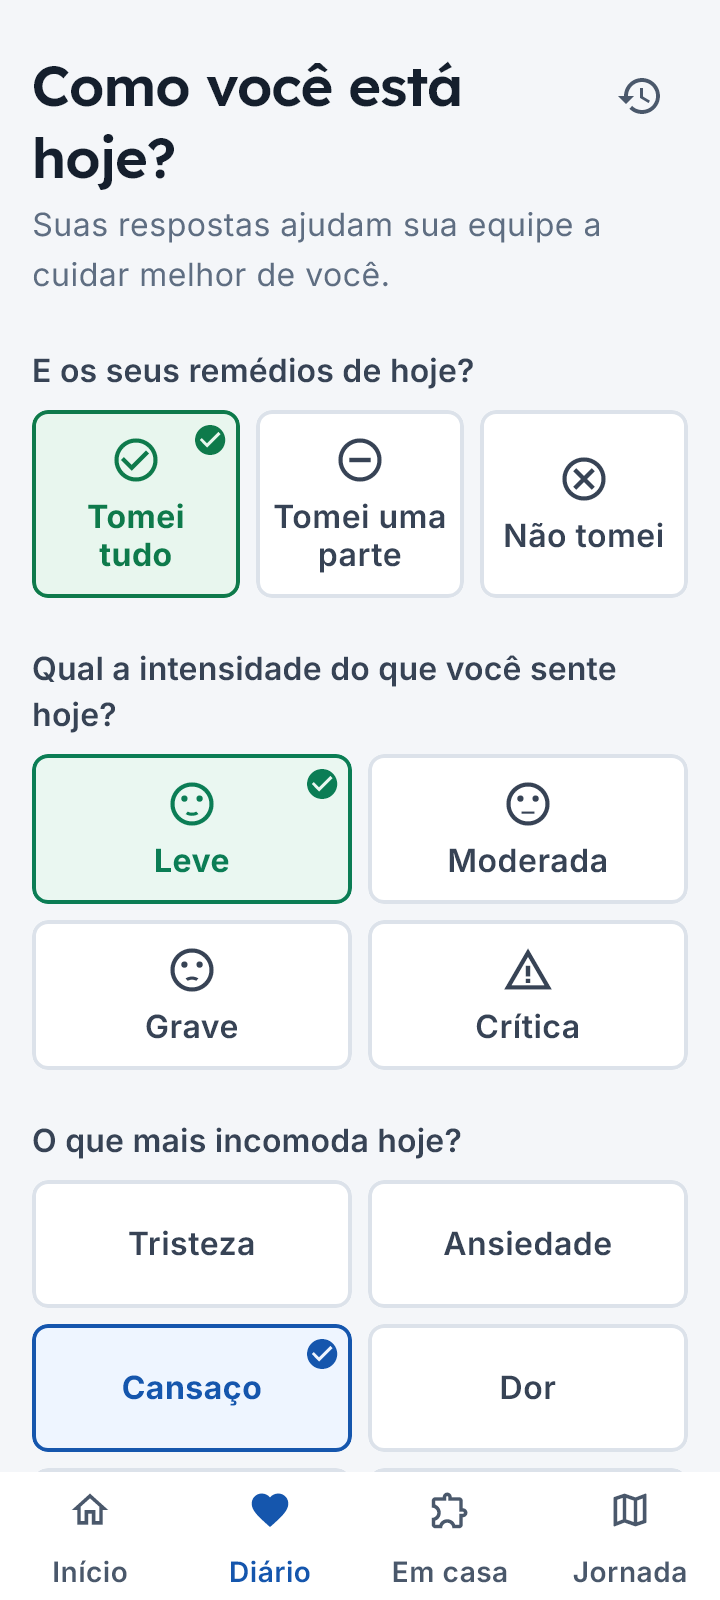 Como você está
hoje?
Suas respostas ajudam sua equipe a
cuidar melhor de você.
E os seus remédios de hoje?
Tomei
tudo
Tomei uma
parte
Não tomei
Qual a intensidade do que você sente
hoje?
Leve
Moderada
Grave
Crítica
O que mais incomoda hoje?
Tristeza
Ansiedade
Cansaço
Dor
Início
Diário
Em casa
Jornada